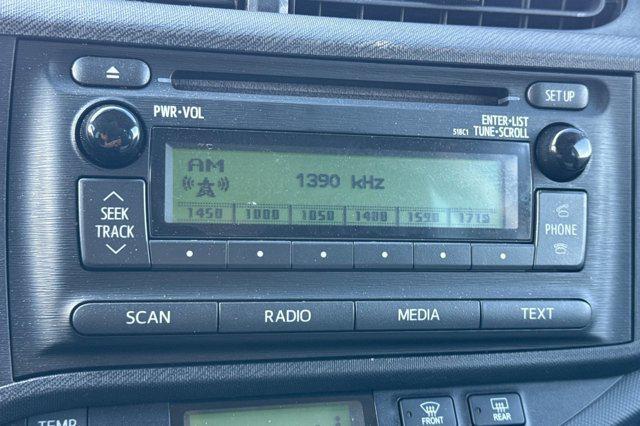 SET UP
PWR•VOL
ENTER•LIST
518C1 TUNE•SCROLL
AM
1390 kHz
1450 1000 1050 1400 1590 1710
SEEK
TRACK
PHONE
SCAN RADIO MEDIA TEXT
TEMP
FRONT
REAR